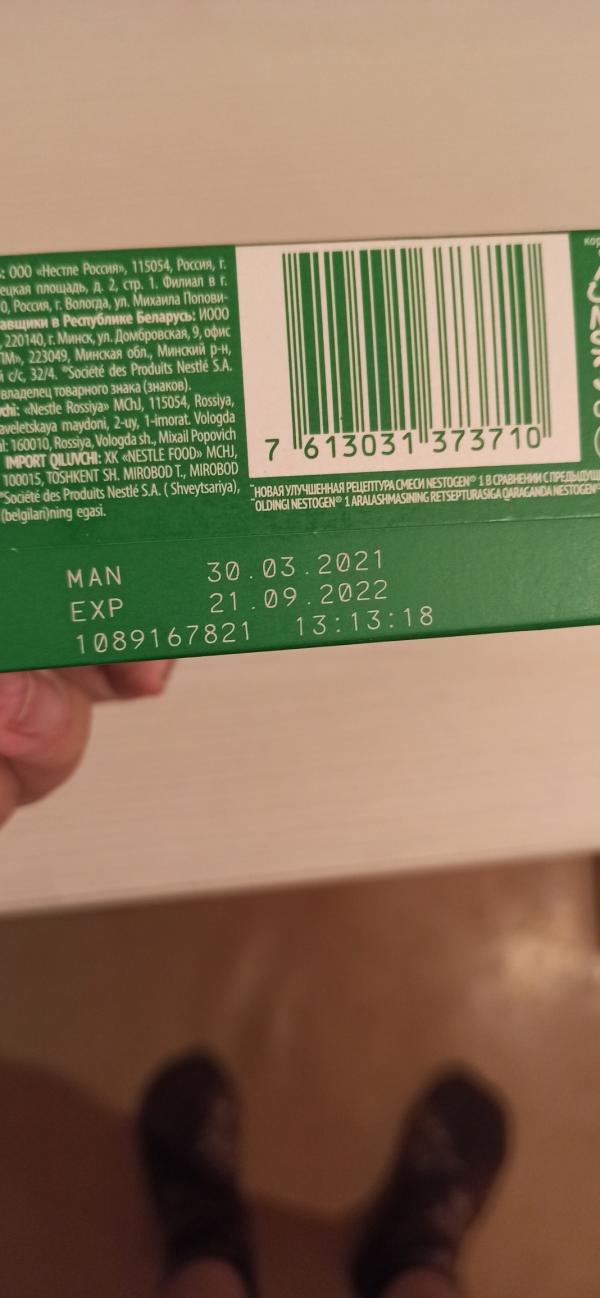 : ООО «Нестле Россия», 115054, Россия, г.
ецкая площадь, д. 2, стр. 1. Филиал в г.
0, Россия, г. Вологда, ул. Михаила Попови-
авщики в Республике Беларусь: ИООО
, 220140, г. Минск, ул. Домбровская, 9, офис
ПМ», 223049, Минская обл., Минский р-н,
й с/с, 32/4. ®Société des Produits Nestlé S.A.
владелец товарного знака (знаков).
chi: «Nestle Rossiya» MChJ, 115054, Rossiya,
aveletskaya maydoni, 2-uy, 1-imorat. Vologda
al: 160010, Rossiya, Vologda sh., Mixail Popovich
IMPORT QILUVCHI: XK «NESTLE FOOD» MCHJ,
100015, TOSHKENT SH. MIROBOD T., MIROBOD
®Société des Produits Nestlé S.A. ( Shveytsariya),
(belgilari)ning egasi.
7 613031 373710
НОВАЯ УЛУЧШЕННАЯ РЕЦЕПТУРА СМЕСИ NESTOGEN® 1 В СРАВНЕНИИ С ПРЕДЫДУЩ
OLDINGI NESTOGEN® 1 ARALASHMASINING RETSEPTURASIGA QARAGANDA NESTOGEN®
кор
MAN 30.03.2021
EXP 21.09.2022
1089167821 13:13:18